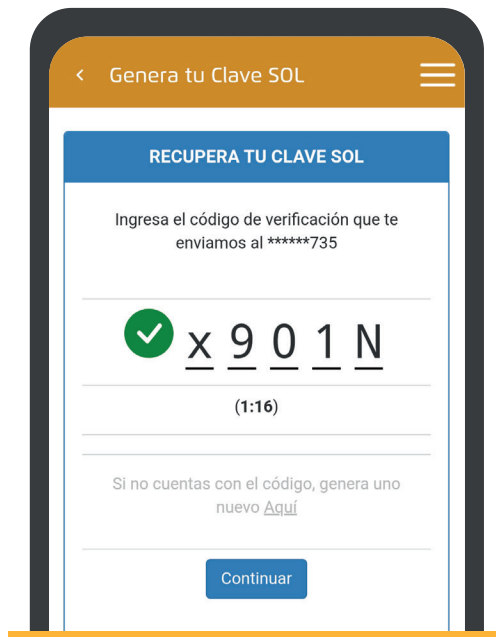 Genera tu Clave SOL
RECUPERA TU CLAVE SOL
Ingresa el código de verificación que te
enviamos al ******735
x 9 0 1 N
(1:16)
Si no cuentas con el código, genera uno
nuevo Aquí
Continuar